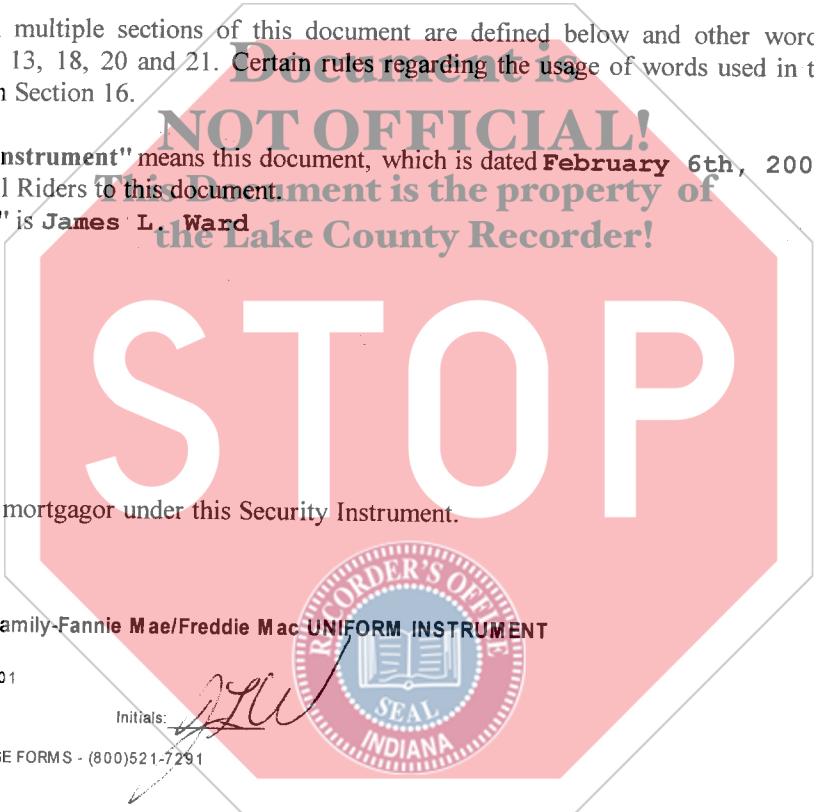 multiple sections of this document are defined below and other
13, 18, 20 and 21. Certain rules regarding the usage of words used in
Section 16.
Document is
NOT OFFICIAL!
This Document is the property of
the Lake County Recorder!
Instrument" means this document, which is dated February 6th, 200
Riders to this document.
" is James L. Ward
STOP
mortgagor under this Security Instrument.
amily-Fannie Mae/Freddie Mac UNIFORM INSTRUMENT
01
Initials: JLW
GE FORMS - (800)521-7291
RECORDER'S OFFICE
SEAL
INDIANA